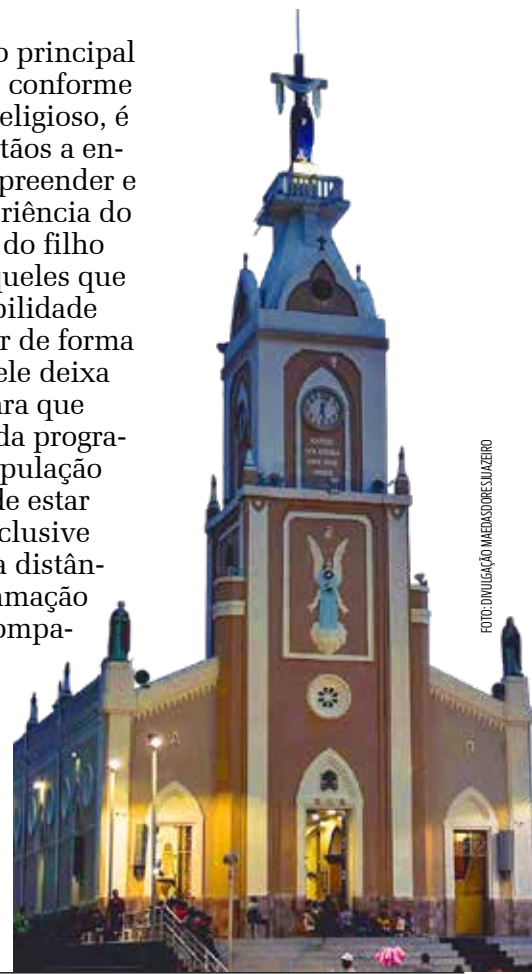 o principal
conforme
eligioso, é
tãos a en-
preender e
riência do
do filho
queles que
bilidade
r de forma
ele deixa
ara que
da progra-
pulação
de estar
clusive
a distân-
amação
ompa-
FOTO: DIVULGAÇÃO MAEDASDORESJUAZEIRO